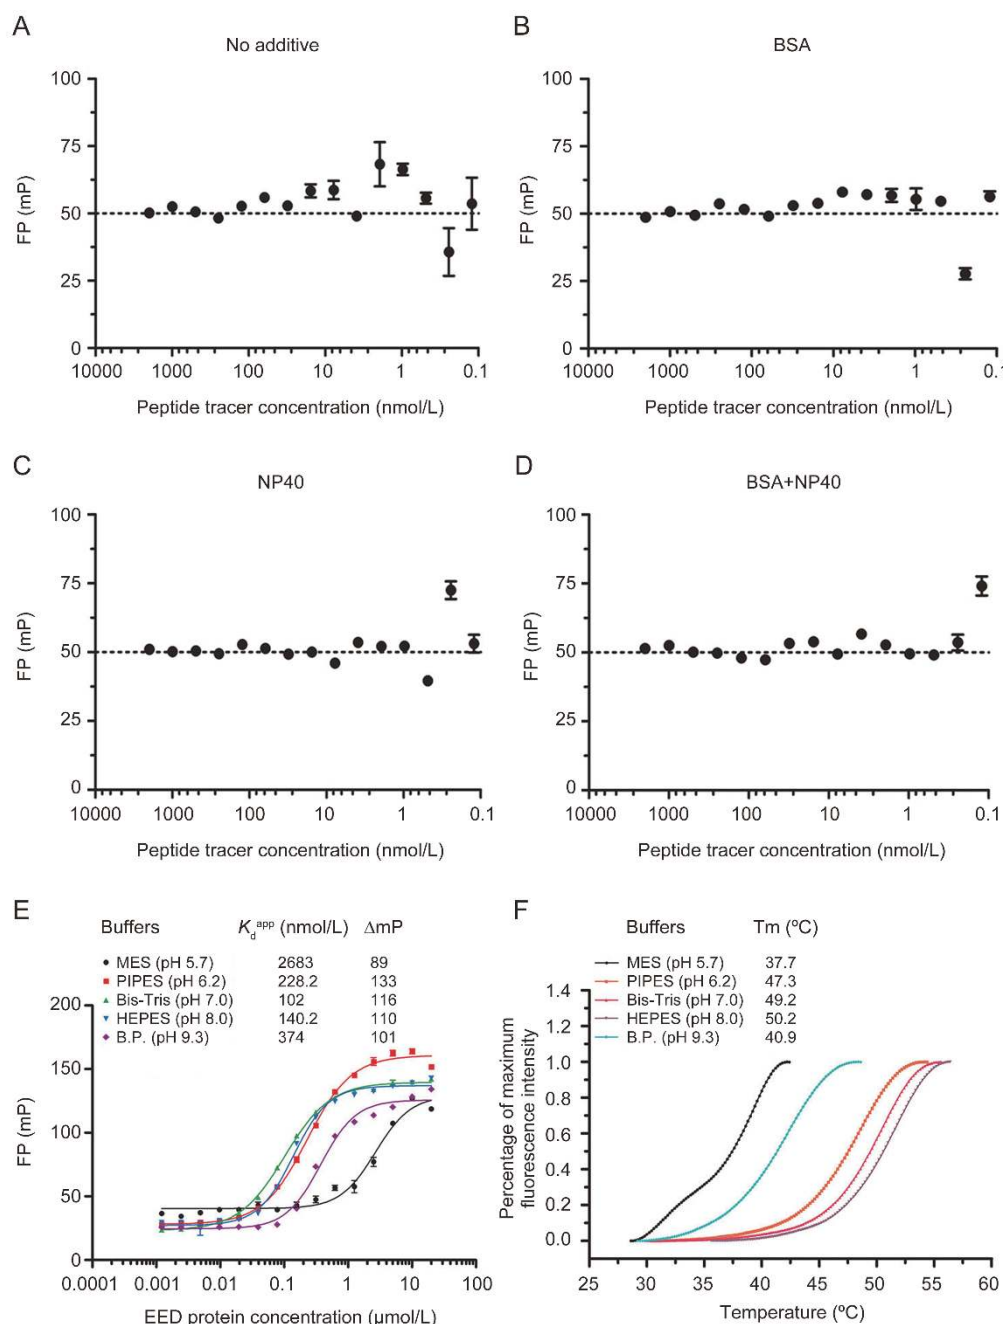 A
No additive
100
75
50
25
0
FP (mP)
10000 1000 100 10 1 0.1
Peptide tracer concentration (nmol/L)
B
BSA
100
75
50
25
0
FP (mP)
10000 1000 100 10 1 0.1
Peptide tracer concentration (nmol/L)
C
NP40
100
75
50
25
0
FP (mP)
10000 1000 100 10 1 0.1
Peptide tracer concentration (nmol/L)
D
BSA+NP40
100
75
50
25
0
FP (mP)
10000 1000 100 10 1 0.1
Peptide tracer concentration (nmol/L)
E
Buffers Kd^app (nmol/L) ΔmP
MES (pH 5.7) 2683 89
PIPES (pH 6.2) 228.2 133
Bis-Tris (pH 7.0) 102 116
HEPES (pH 8.0) 140.2 110
B.P. (pH 9.3) 374 101
200
150
100
50
0
FP (mP)
0.0001 0.001 0.01 0.1 1 10 100
EED protein concentration (μmol/L)
F
Buffers Tm (ºC)
MES (pH 5.7) 37.7
PIPES (pH 6.2) 47.3
Bis-Tris (pH 7.0) 49.2
HEPES (pH 8.0) 50.2
B.P. (pH 9.3) 40.9
1.4
1.2
1.0
0.8
0.6
0.4
0.2
0.0
Percentage of maximum
fluorescence intensity
25 30 35 40 45 50 55 60
Temperature (ºC)